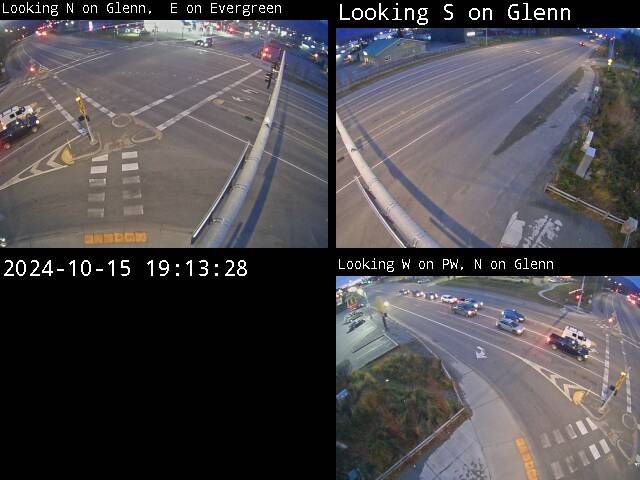 Looking N on Glenn,  E on Evergreen
Looking S on Glenn
2024-10-15 19:13:28
Looking W on PW, N on Glenn